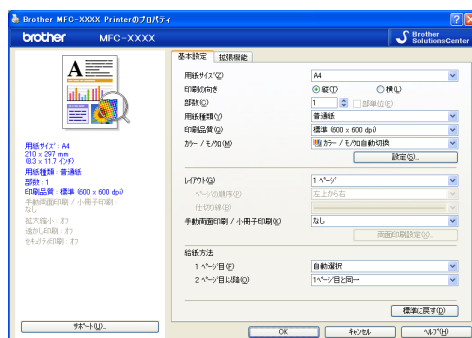 Brother MFC-XXXX Printerのプロパティ
brother MFC-XXXX
Brother SolutionsCenter
A
用紙サイズ: A4
210 x 297 mm
(8.3 x 11.7 インチ)
用紙種類: 普通紙
部数: 1
印刷品質: 標準 (600 x 600 dpi)
手動両面印刷 / 小冊子印刷:
なし
拡大縮小: オフ
透かし印刷: オフ
セキュリティ印刷: オフ
サポート(U)...
基本設定 拡張機能
用紙サイズ(Z) A4
印刷の向き 縦(T) 横(L)
部数(C) 1 部単位(E)
用紙種類(Y) 普通紙
印刷品質(Q) 標準 (600 x 600 dpi)
カラー / モノクロ(M) カラー / モノクロ自動切換
設定(S)...
レイアウト(G) 1 ページ
ページの順序(P) 左上から右
仕切り線(B)
手動両面印刷 / 小冊子印刷(K) なし
両面印刷設定(X)...
給紙方法
1 ページ目(F) 自動選択
2 ページ目以降(O) 1ページ目と同一
標準に戻す(D)
OK キャンセル ヘルプ(H)